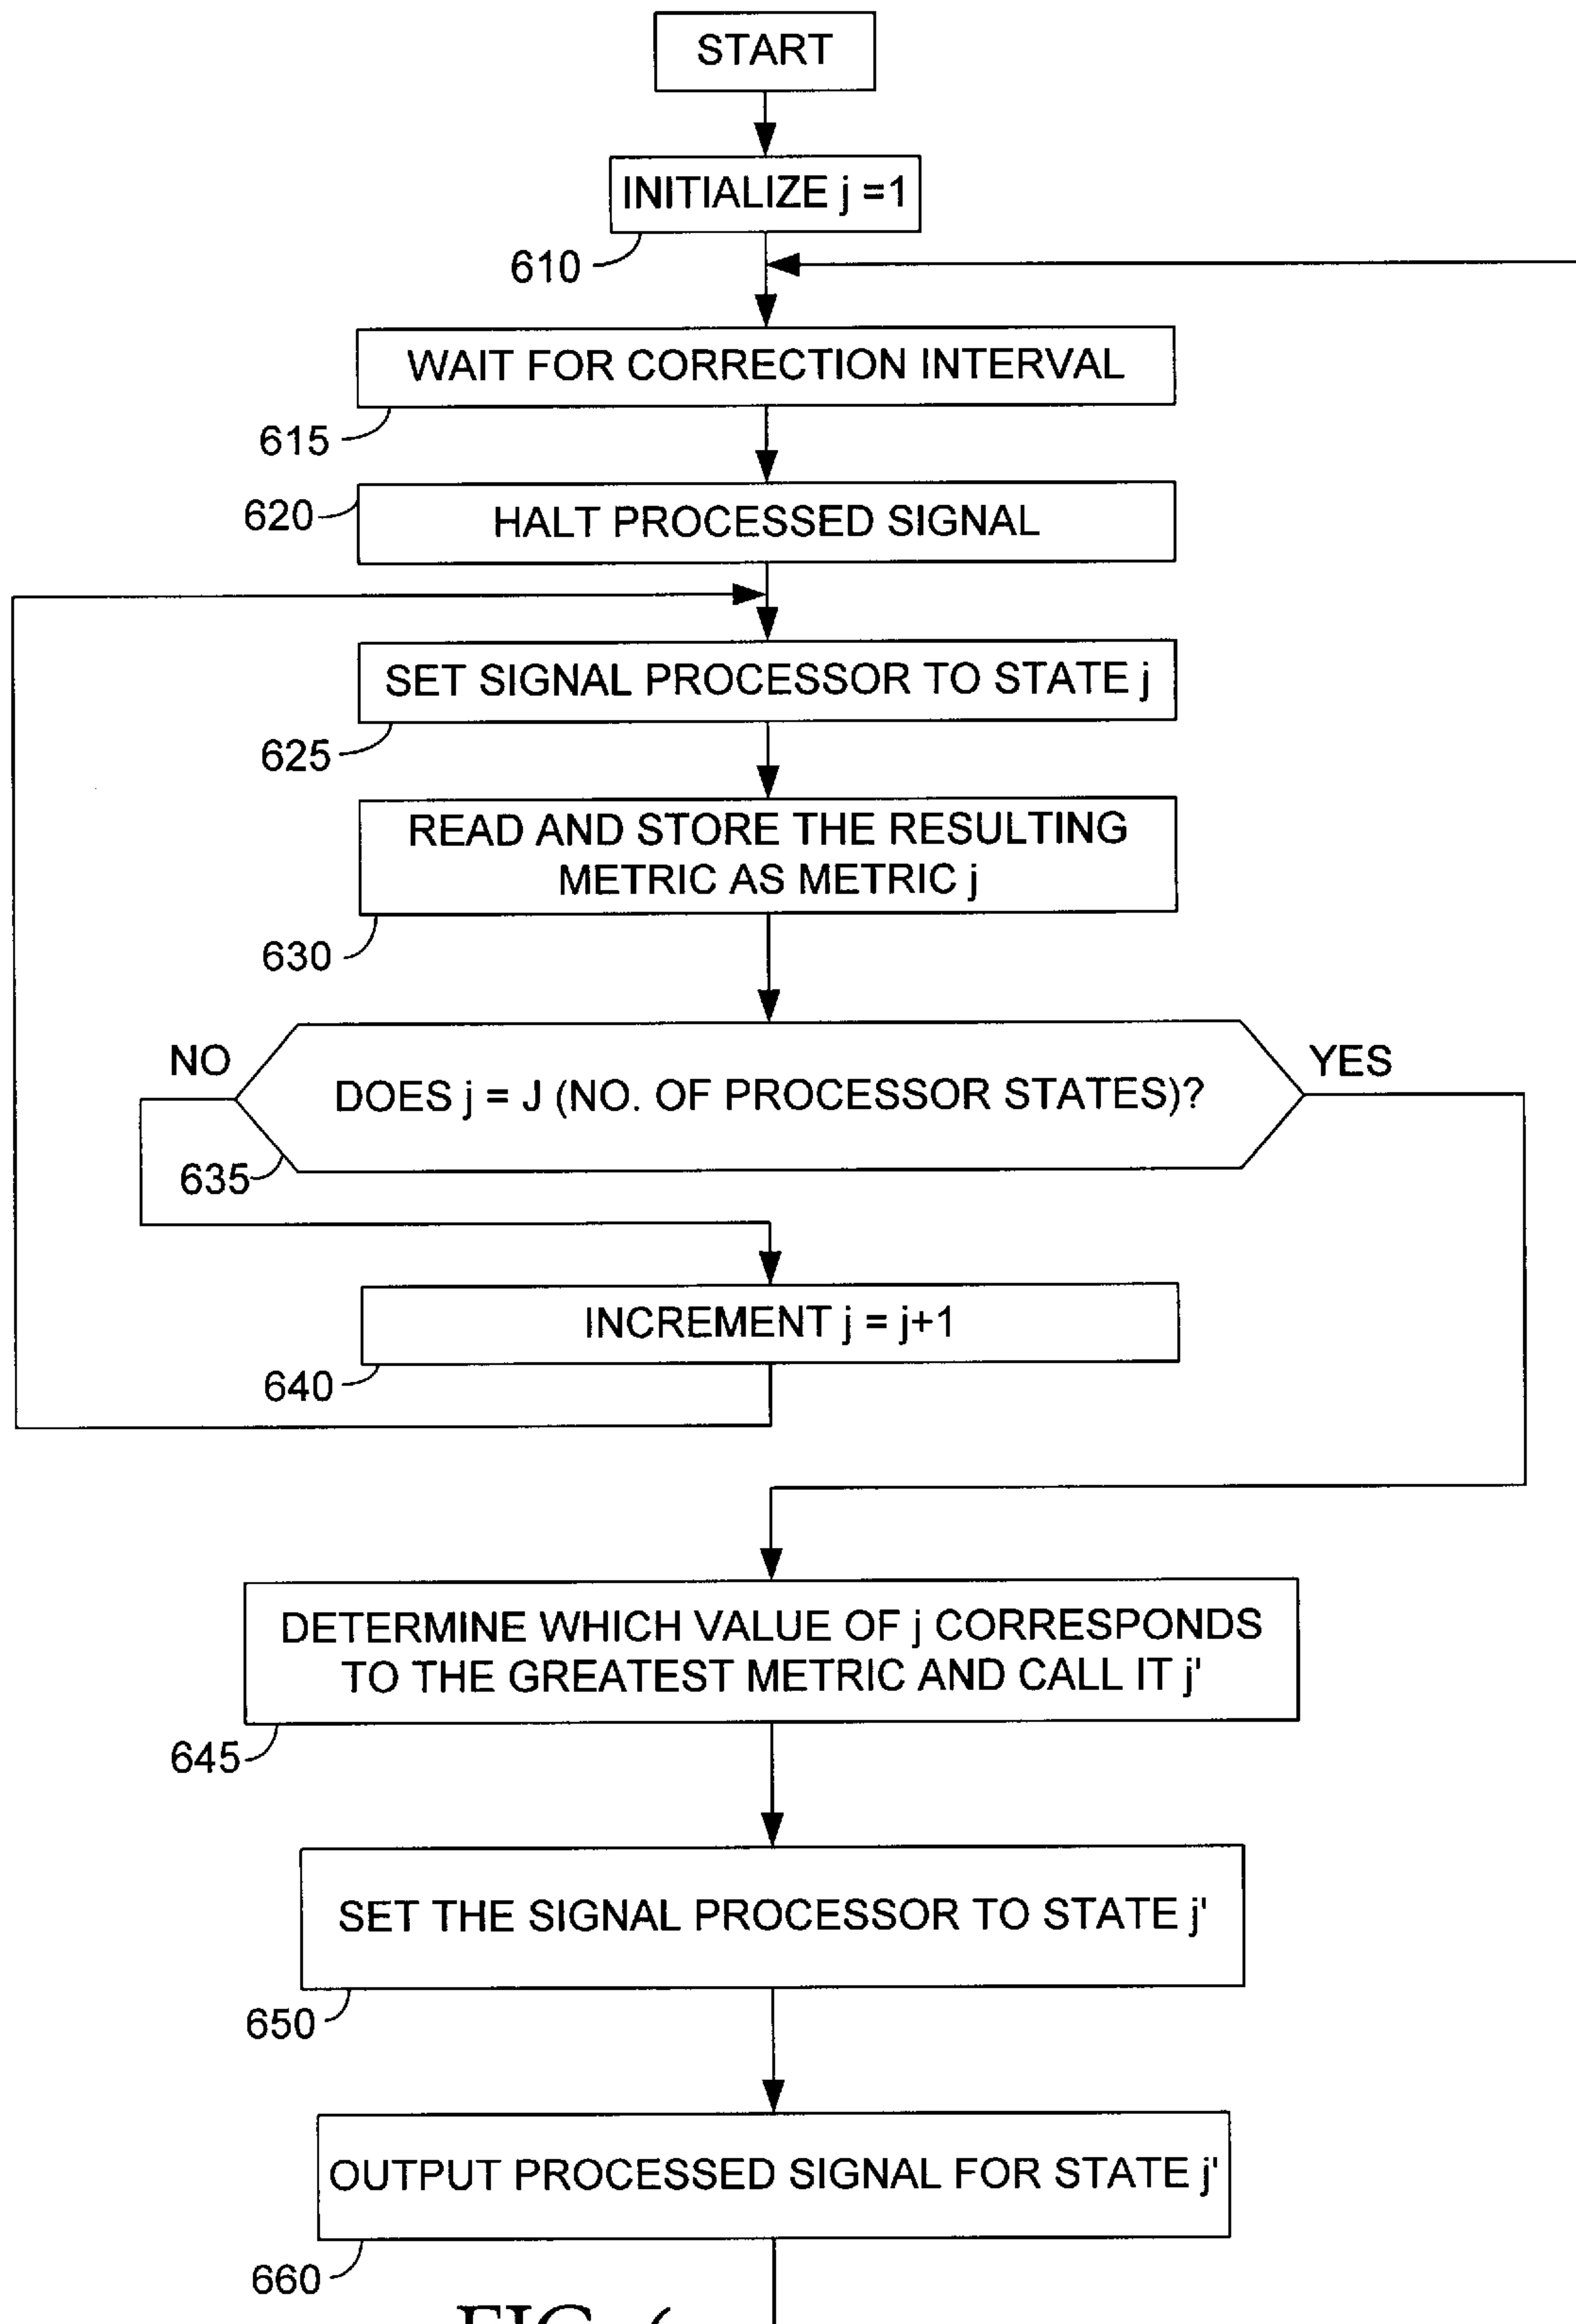 START
INITIALIZE j =1
610
WAIT FOR CORRECTION INTERVAL
615
620
HALT PROCESSED SIGNAL
SET SIGNAL PROCESSOR TO STATE j
625
READ AND STORE THE RESULTING
METRIC AS METRIC j
630
NO
YES
DOES j = J (NO. OF PROCESSOR STATES)?
635
INCREMENT j = j+1
640
DETERMINE WHICH VALUE OF j CORRESPONDS
TO THE GREATEST METRIC AND CALL IT j'
645
SET THE SIGNAL PROCESSOR TO STATE j'
650
OUTPUT PROCESSED SIGNAL FOR STATE j'
660
FIG. 6